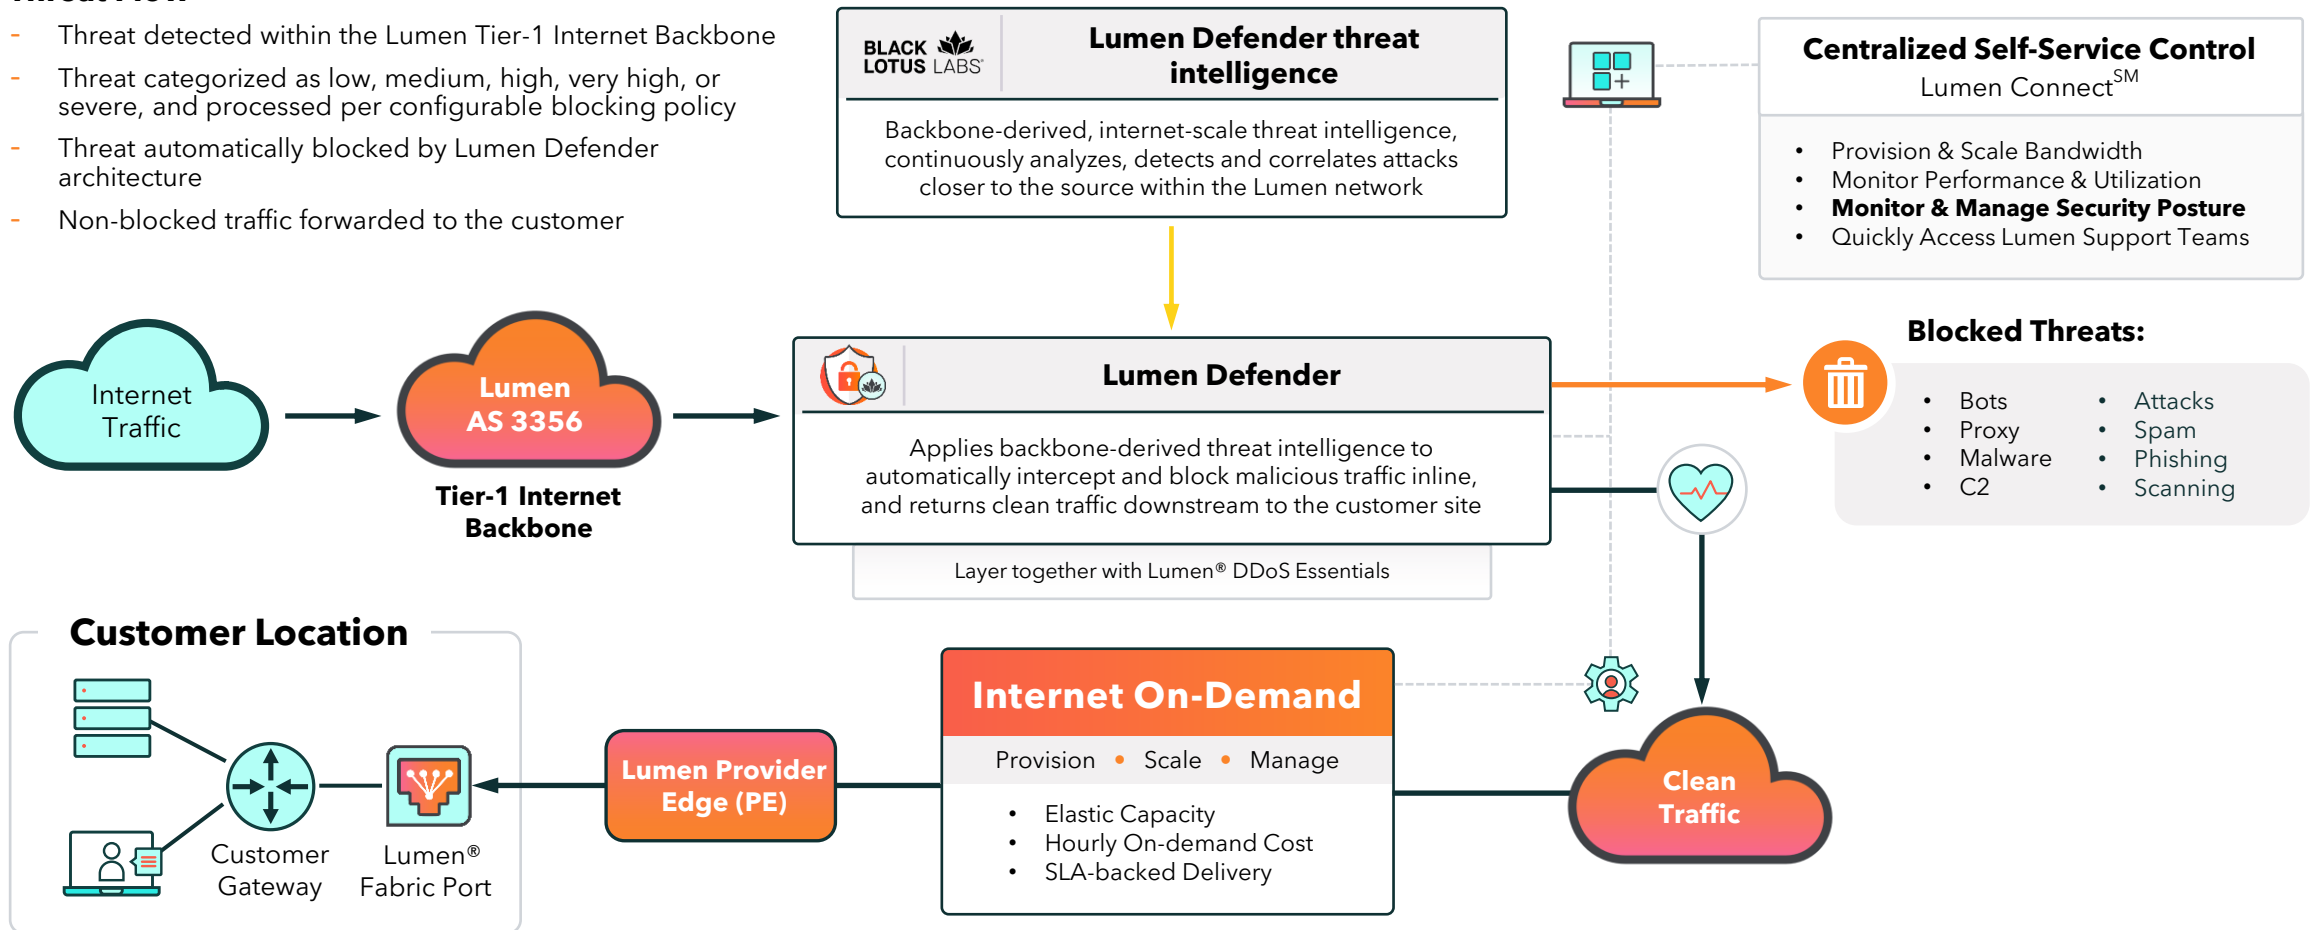 Threat Flow
- Threat detected within the Lumen Tier-1 Internet Backbone
- Threat categorized as low, medium, high, very high, or
severe, and processed per configurable blocking policy
- Threat automatically blocked by Lumen Defender
architecture
- Non-blocked traffic forwarded to the customer
BLACK
LOTUS LABS®
Lumen Defender threat
intelligence
Backbone-derived, internet-scale threat intelligence,
continuously analyzes, detects and correlates attacks
closer to the source within the Lumen network
Centralized Self-Service Control
Lumen Connect℠
• Provision & Scale Bandwidth
• Monitor Performance & Utilization
• Monitor & Manage Security Posture
• Quickly Access Lumen Support Teams
Internet
Traffic
Lumen
AS 3356
Tier-1 Internet
Backbone
Lumen Defender
Applies backbone-derived threat intelligence to
automatically intercept and block malicious traffic inline,
and returns clean traffic downstream to the customer site
Layer together with Lumen® DDoS Essentials
Blocked Threats:
• Bots
• Proxy
• Malware
• C2
• Attacks
• Spam
• Phishing
• Scanning
Customer Location
Customer
Gateway
Lumen®
Fabric Port
Lumen Provider
Edge (PE)
Internet On-Demand
Provision • Scale • Manage
• Elastic Capacity
• Hourly On-demand Cost
• SLA-backed Delivery
Clean
Traffic